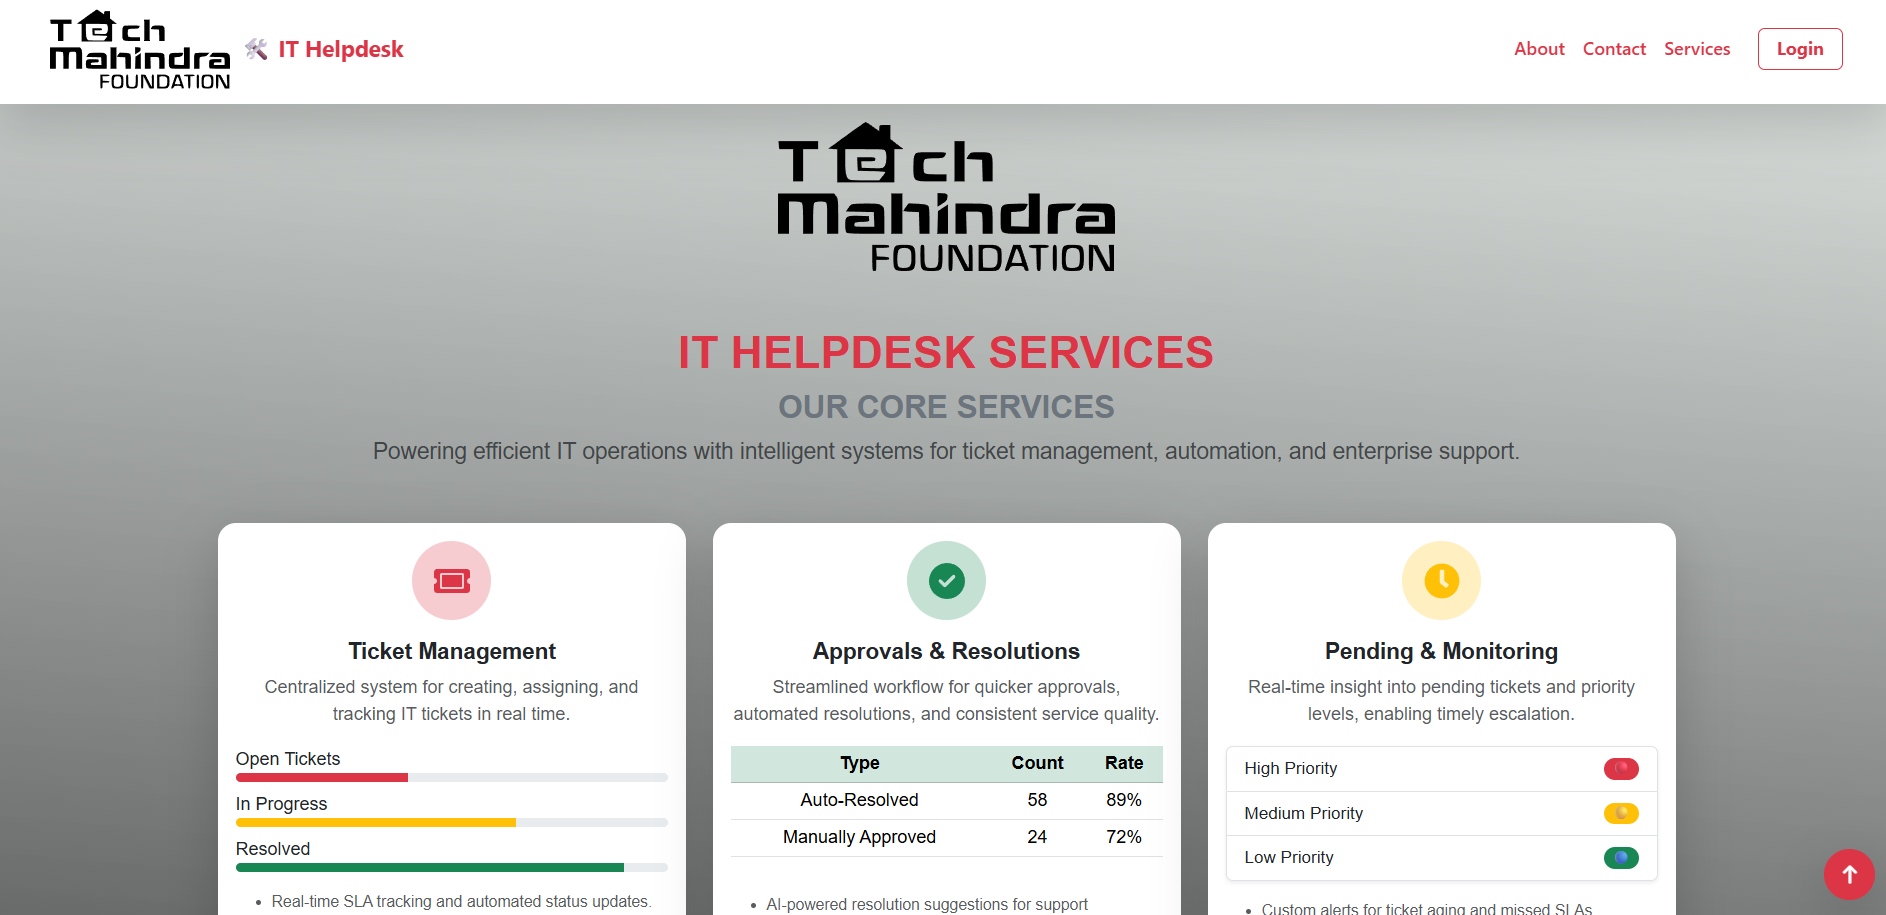 Tech
Mahindra
FOUNDATION
IT Helpdesk
About Contact Services Login
Tech
Mahindra
FOUNDATION
IT HELPDESK SERVICES
OUR CORE SERVICES
Powering efficient IT operations with intelligent systems for ticket management, automation, and enterprise support.
Ticket Management
Centralized system for creating, assigning, and
tracking IT tickets in real time.
Open Tickets
In Progress
Resolved
• Real-time SLA tracking and automated status updates.
Approvals & Resolutions
Streamlined workflow for quicker approvals,
automated resolutions, and consistent service quality.
Type Count Rate
Auto-Resolved 58 89%
Manually Approved 24 72%
• AI-powered resolution suggestions for support
Pending & Monitoring
Real-time insight into pending tickets and priority
levels, enabling timely escalation.
High Priority
Medium Priority
Low Priority
• Custom alerts for ticket aging and missed SLAs